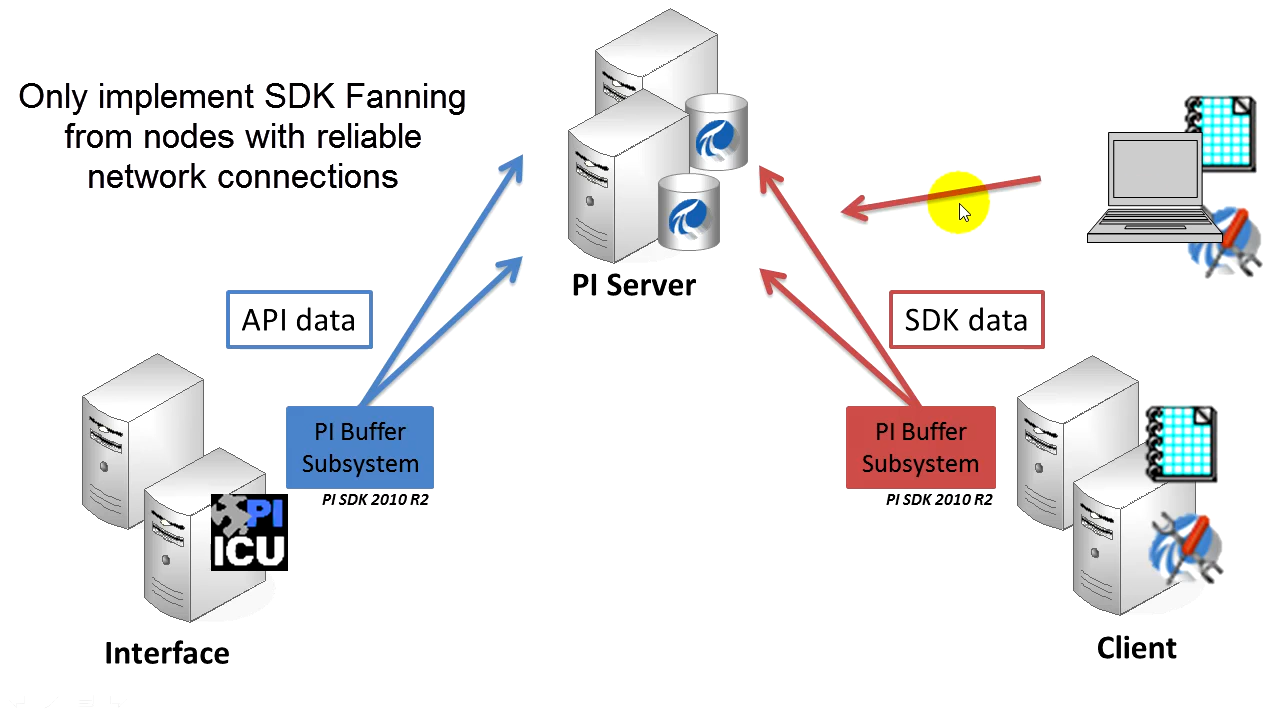 Only implement SDK Fanning
from nodes with reliable
network connections
PI Server
API data
SDK data
PI Buffer
Subsystem
PI SDK 2010 R2
PI Buffer
Subsystem
PI SDK 2010 R2
PI
ICU
Interface
Client